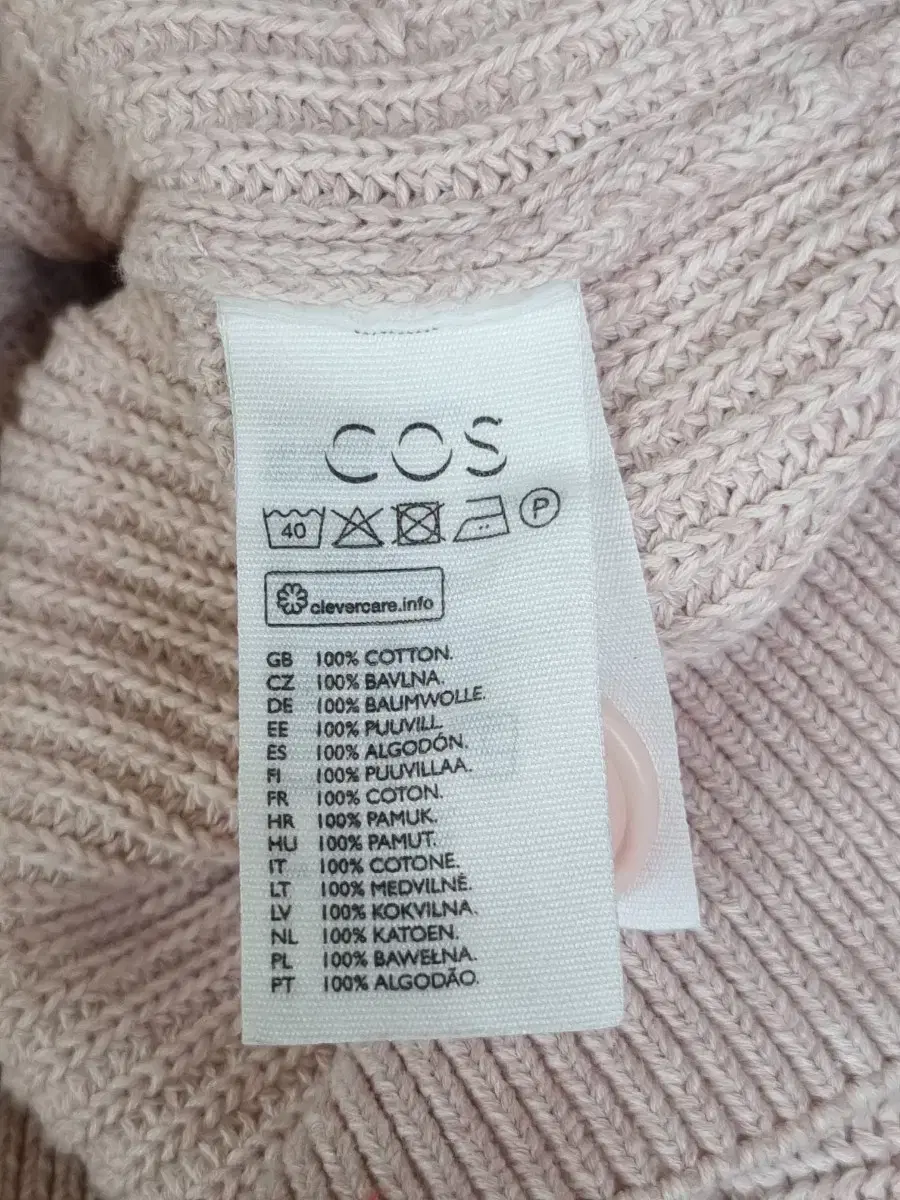 COS
40
P
clevercare.info
GB 100% COTTON.
CZ 100% BAVLNA.
DE 100% BAUMWOLLE.
EE 100% PUUVILL.
ES 100% ALGODÓN.
FI 100% PUUVILLAA.
FR 100% COTON.
HR 100% PAMUK.
HU 100% PAMUT.
IT 100% COTONE.
LT 100% MEDVILNĖ.
LV 100% KOKVILNA.
NL 100% KATOEN.
PL 100% BAWEŁNA.
PT 100% ALGODÃO.